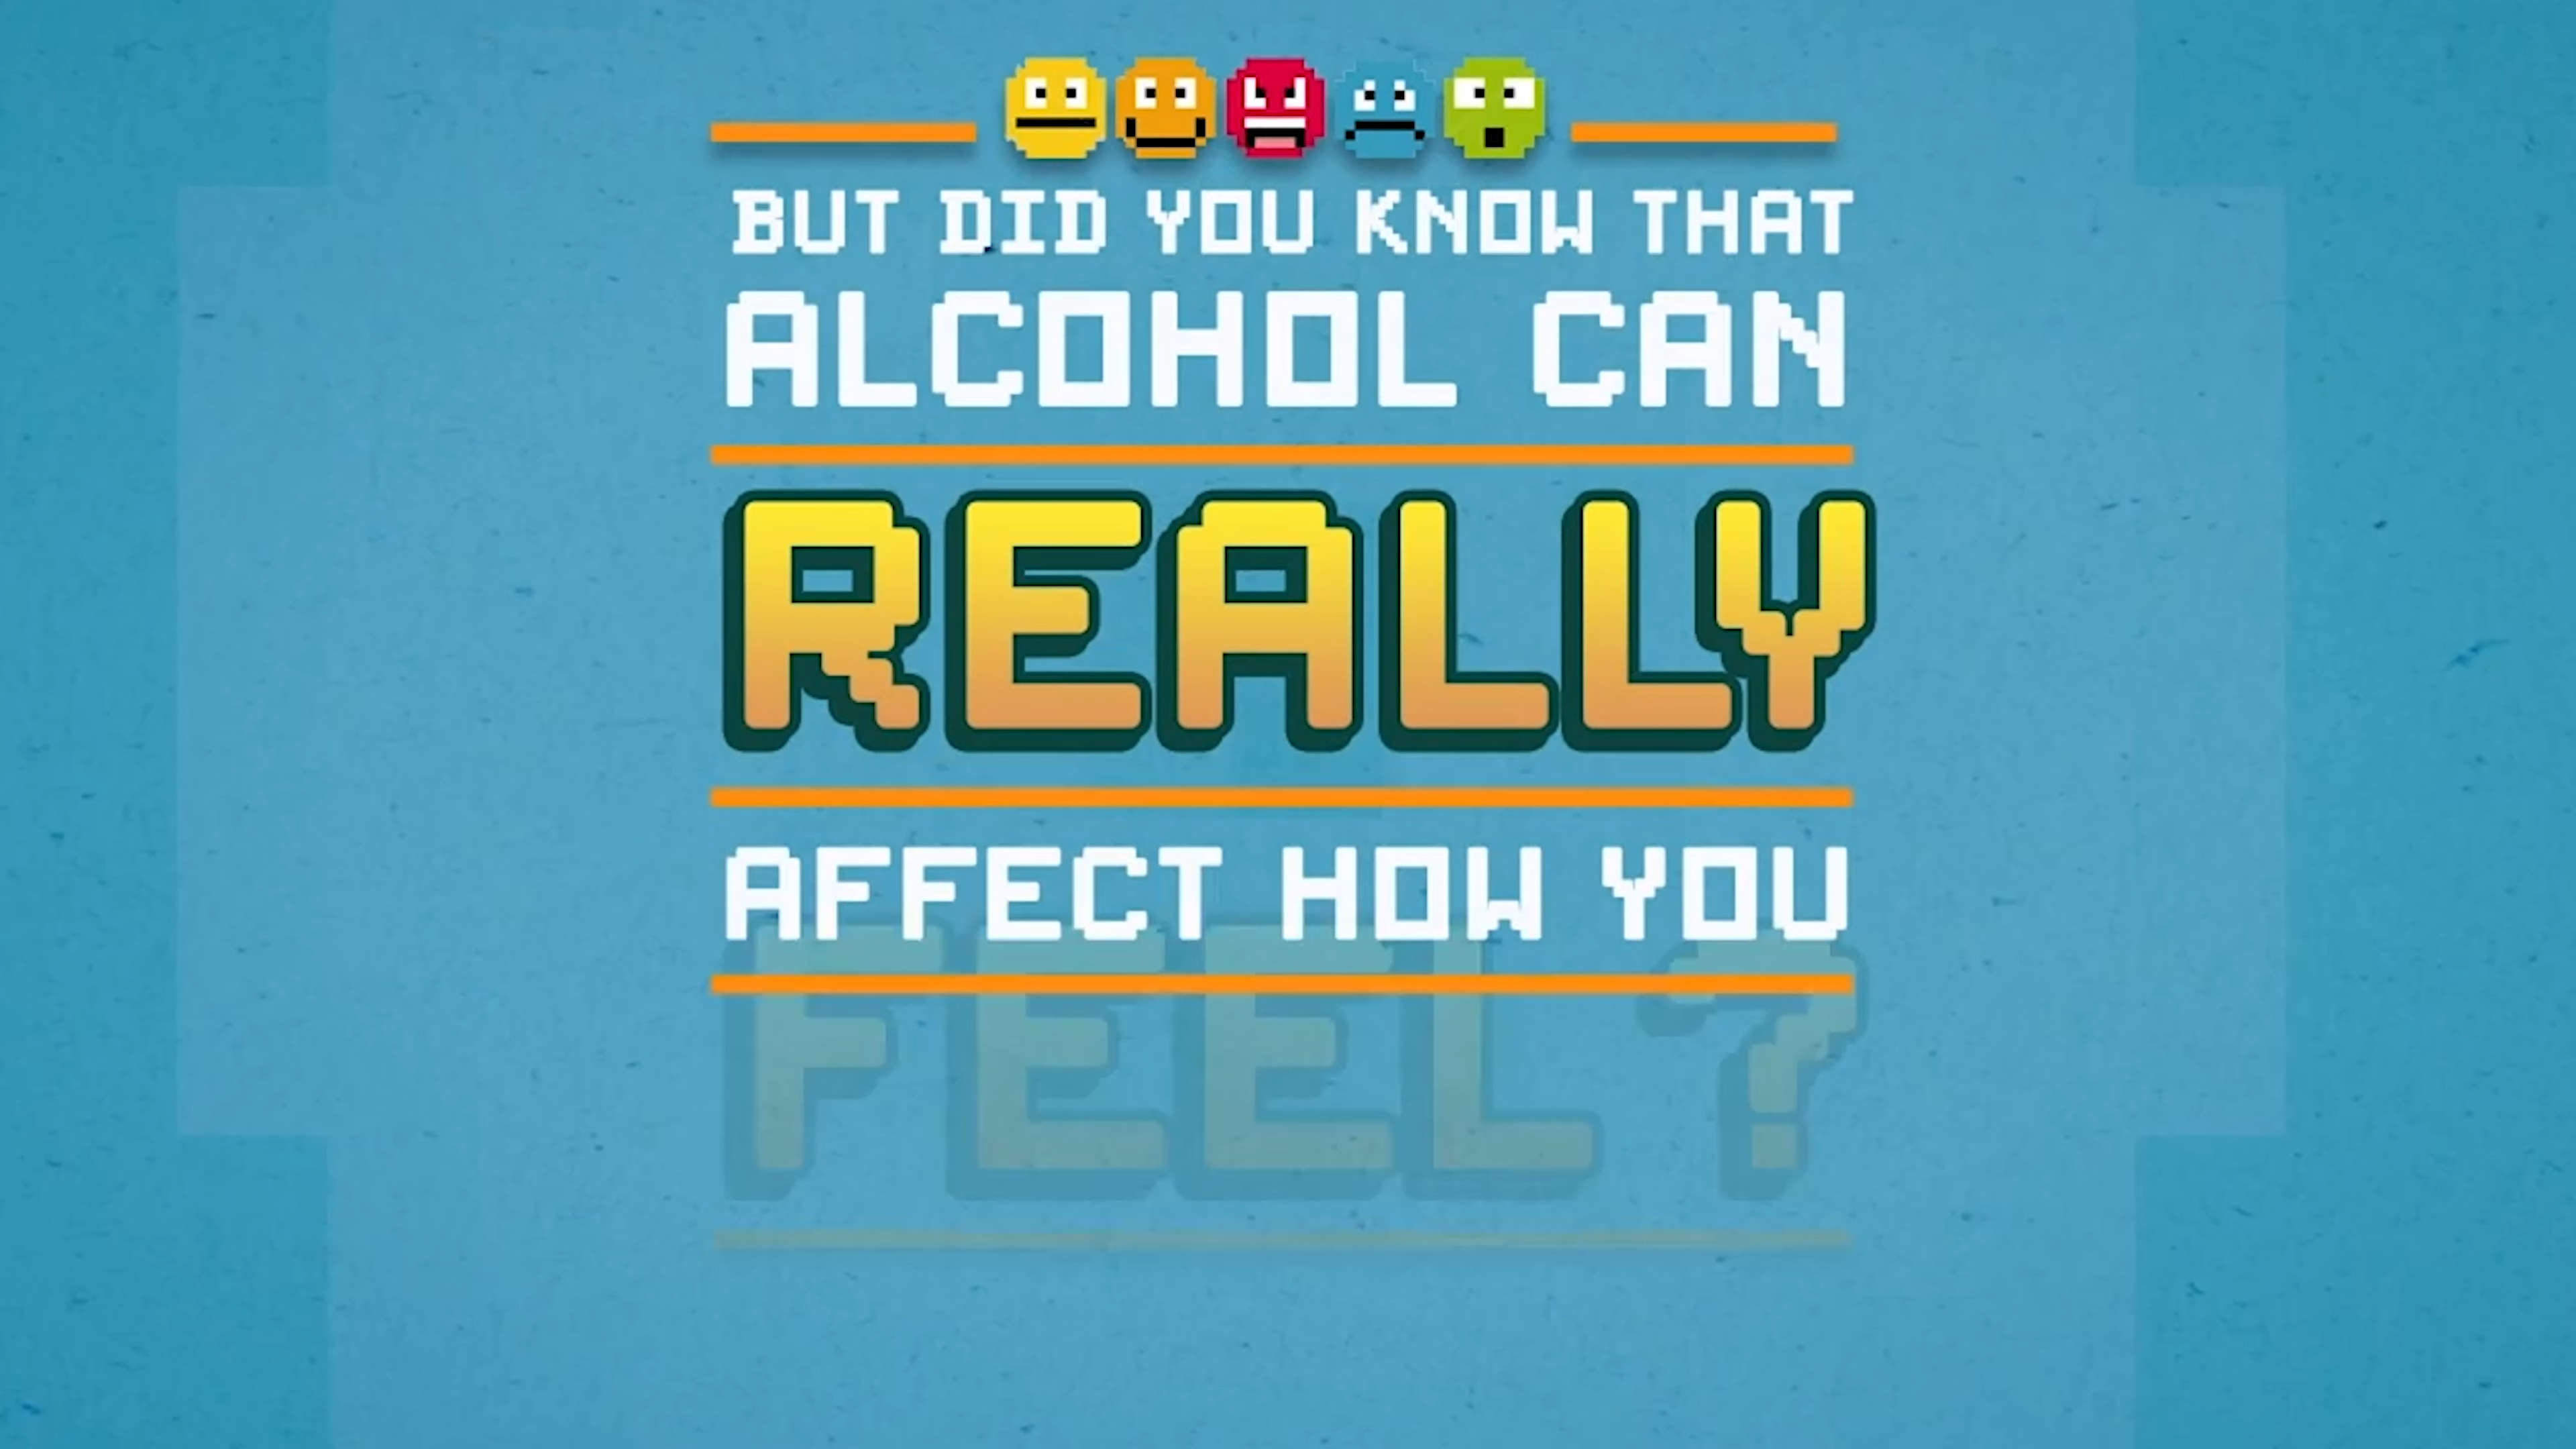 BUT DID YOU KNOW THAT
ALCOHOL CAN
REALLY
AFFECT HOW YOU
FEEL ?